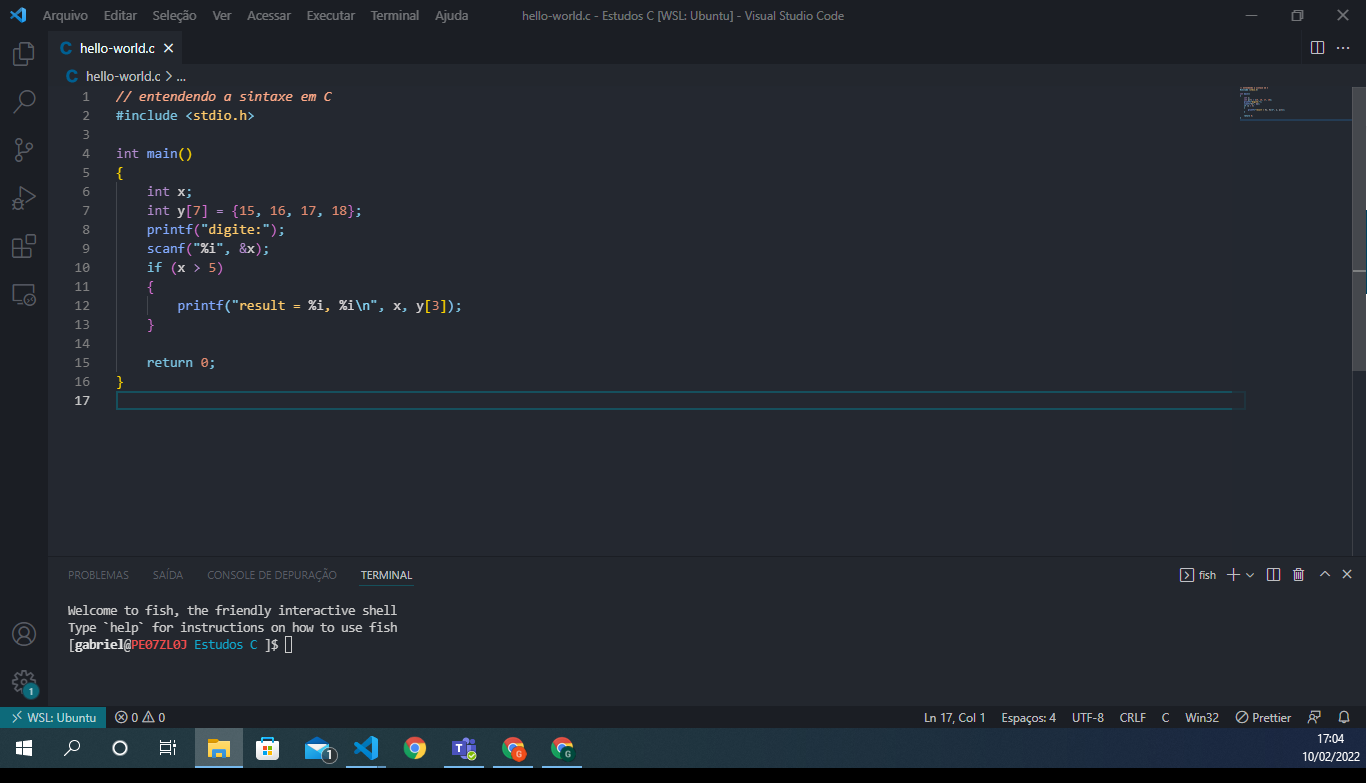 Arquivo Editar Seleção Ver Acessar Executar Terminal Ajuda hello-world.c - Estudos C [WSL: Ubuntu] - Visual Studio Code
C hello-world.c
C hello-world.c > ...
1 // entendendo a sintaxe em C
2 #include <stdio.h>
3
4 int main()
5 {
6 int x;
7 int y[7] = {15, 16, 17, 18};
8 printf("digite:");
9 scanf("%i", &x);
10 if (x > 5)
11 {
12 printf("result = %i, %i\n", x, y[3]);
13 }
14
15 return 0;
16 }
17
PROBLEMAS SAÍDA CONSOLE DE DEPURAÇÃO TERMINAL fish
Welcome to fish, the friendly interactive shell
Type `help` for instructions on how to use fish
[gabriel@PE07ZL0J Estudos C ]$
1
WSL: Ubuntu 0 0 Ln 17, Col 1 Espaços: 4 UTF-8 CRLF C Win32 Prettier
1 T G G
17:04
10/02/2022